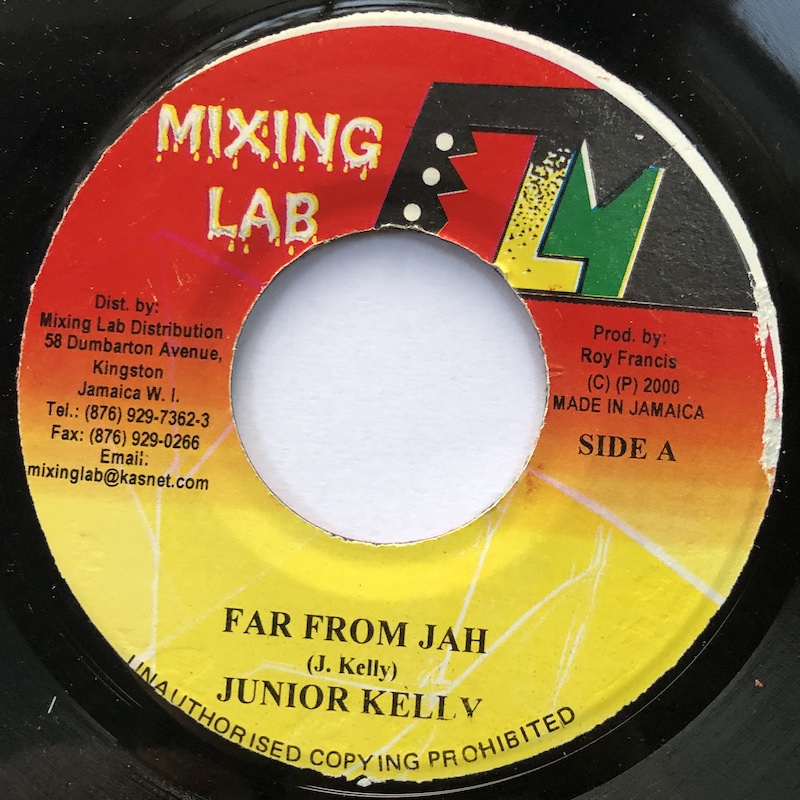 MIXING
LAB
LM
Dist. by:
Mixing Lab Distribution
58 Dumbarton Avenue,
Kingston
Jamaica W. I.
Tel.: (876) 929-7362-3
Fax: (876) 929-0266
Email:
mixinglab@kasnet.com
Prod. by:
Roy Francis
(C) (P) 2000
MADE IN JAMAICA
SIDE A
FAR FROM JAH
(J. Kelly)
JUNIOR KELLY
UNAUTHORISED COPYING PROHIBITED